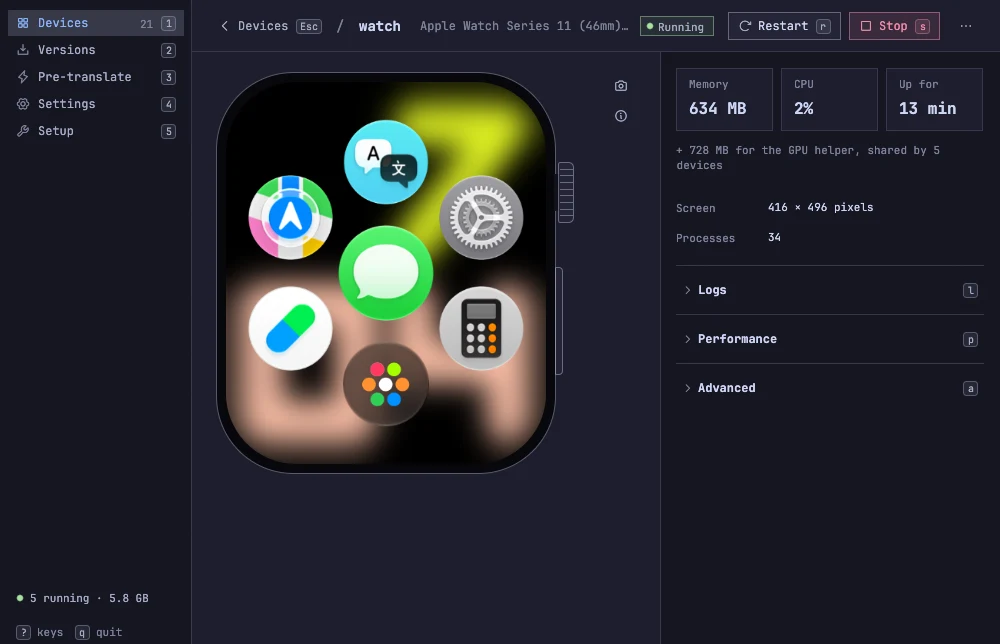 Devices 21 1
Versions 2
Pre-translate 3
Settings 4
Setup 5
5 running · 5.8 GB
? keys q quit
Devices Esc / watch Apple Watch Series 11 (46mm)… Running Restart r Stop s ...
A
文
Memory
634 MB
CPU
2%
Up for
13 min
+ 728 MB for the GPU helper, shared by 5
devices
Screen 416 × 496 pixels
Processes 34
Logs l
Performance p
Advanced a